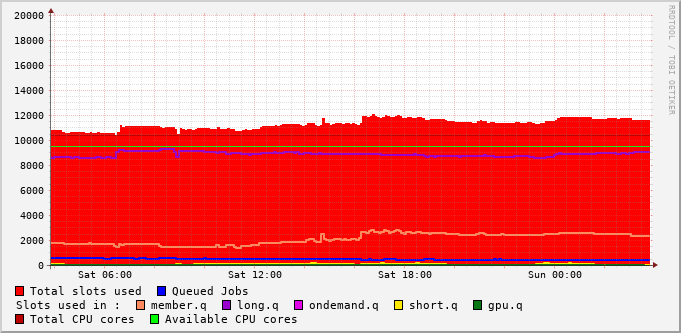 RRDTOOL / TOBI OETIKER
20000
18000
16000
14000
12000
10000
8000
6000
4000
2000
0
Sat 06:00 Sat 12:00 Sat 18:00 Sun 00:00
Total slots used Queued Jobs
Slots used in : member.q long.q ondemand.q short.q gpu.q
Total CPU cores Available CPU cores